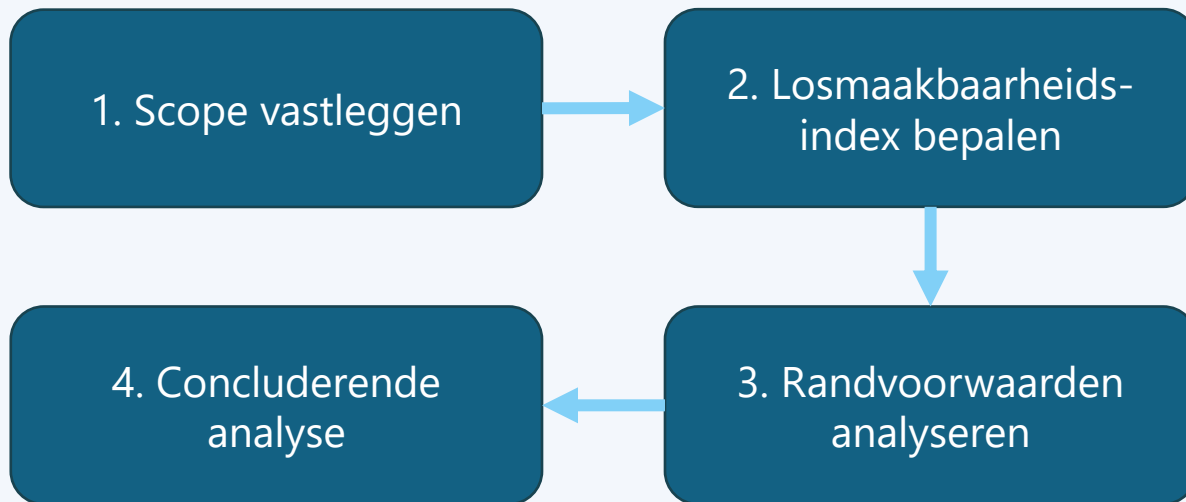 1. Scope vastleggen
2. Losmaakbaarheids-
index bepalen
3. Randvoorwaarden
analyseren
4. Concluderende
analyse